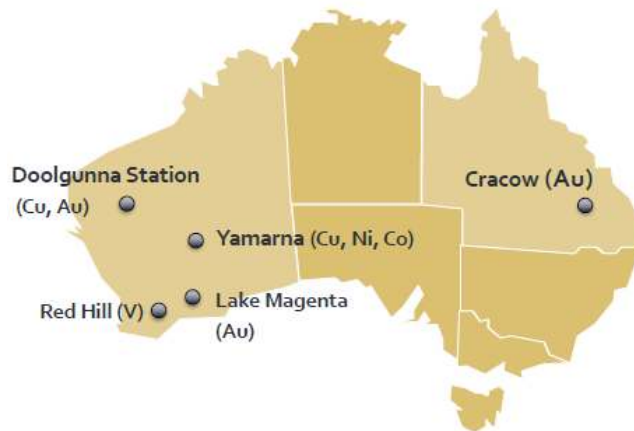 Doolgunna Station
(Cu, Au)
Cracow (Au)
Yamarna (Cu, Ni, Co)
Red Hill (V)
Lake Magenta
(Au)